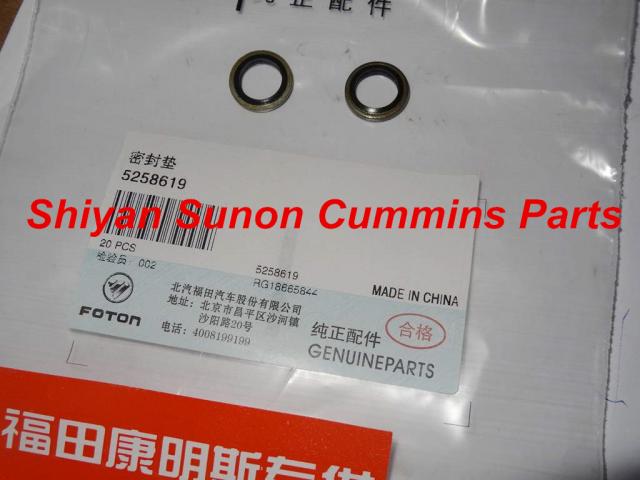 正配件
密封垫
5258619
Shiyan Sunon Cummins Parts
20 PCS
检验员: 002
5258619
RG18665844
MADE IN CHINA
FOTON
北汽福田汽车股份有限公司
地址: 北京市昌平区沙河镇
沙阳路20号
电话: 4008199199
纯正配件
合格
GENUINEPARTS
福田康明斯专供